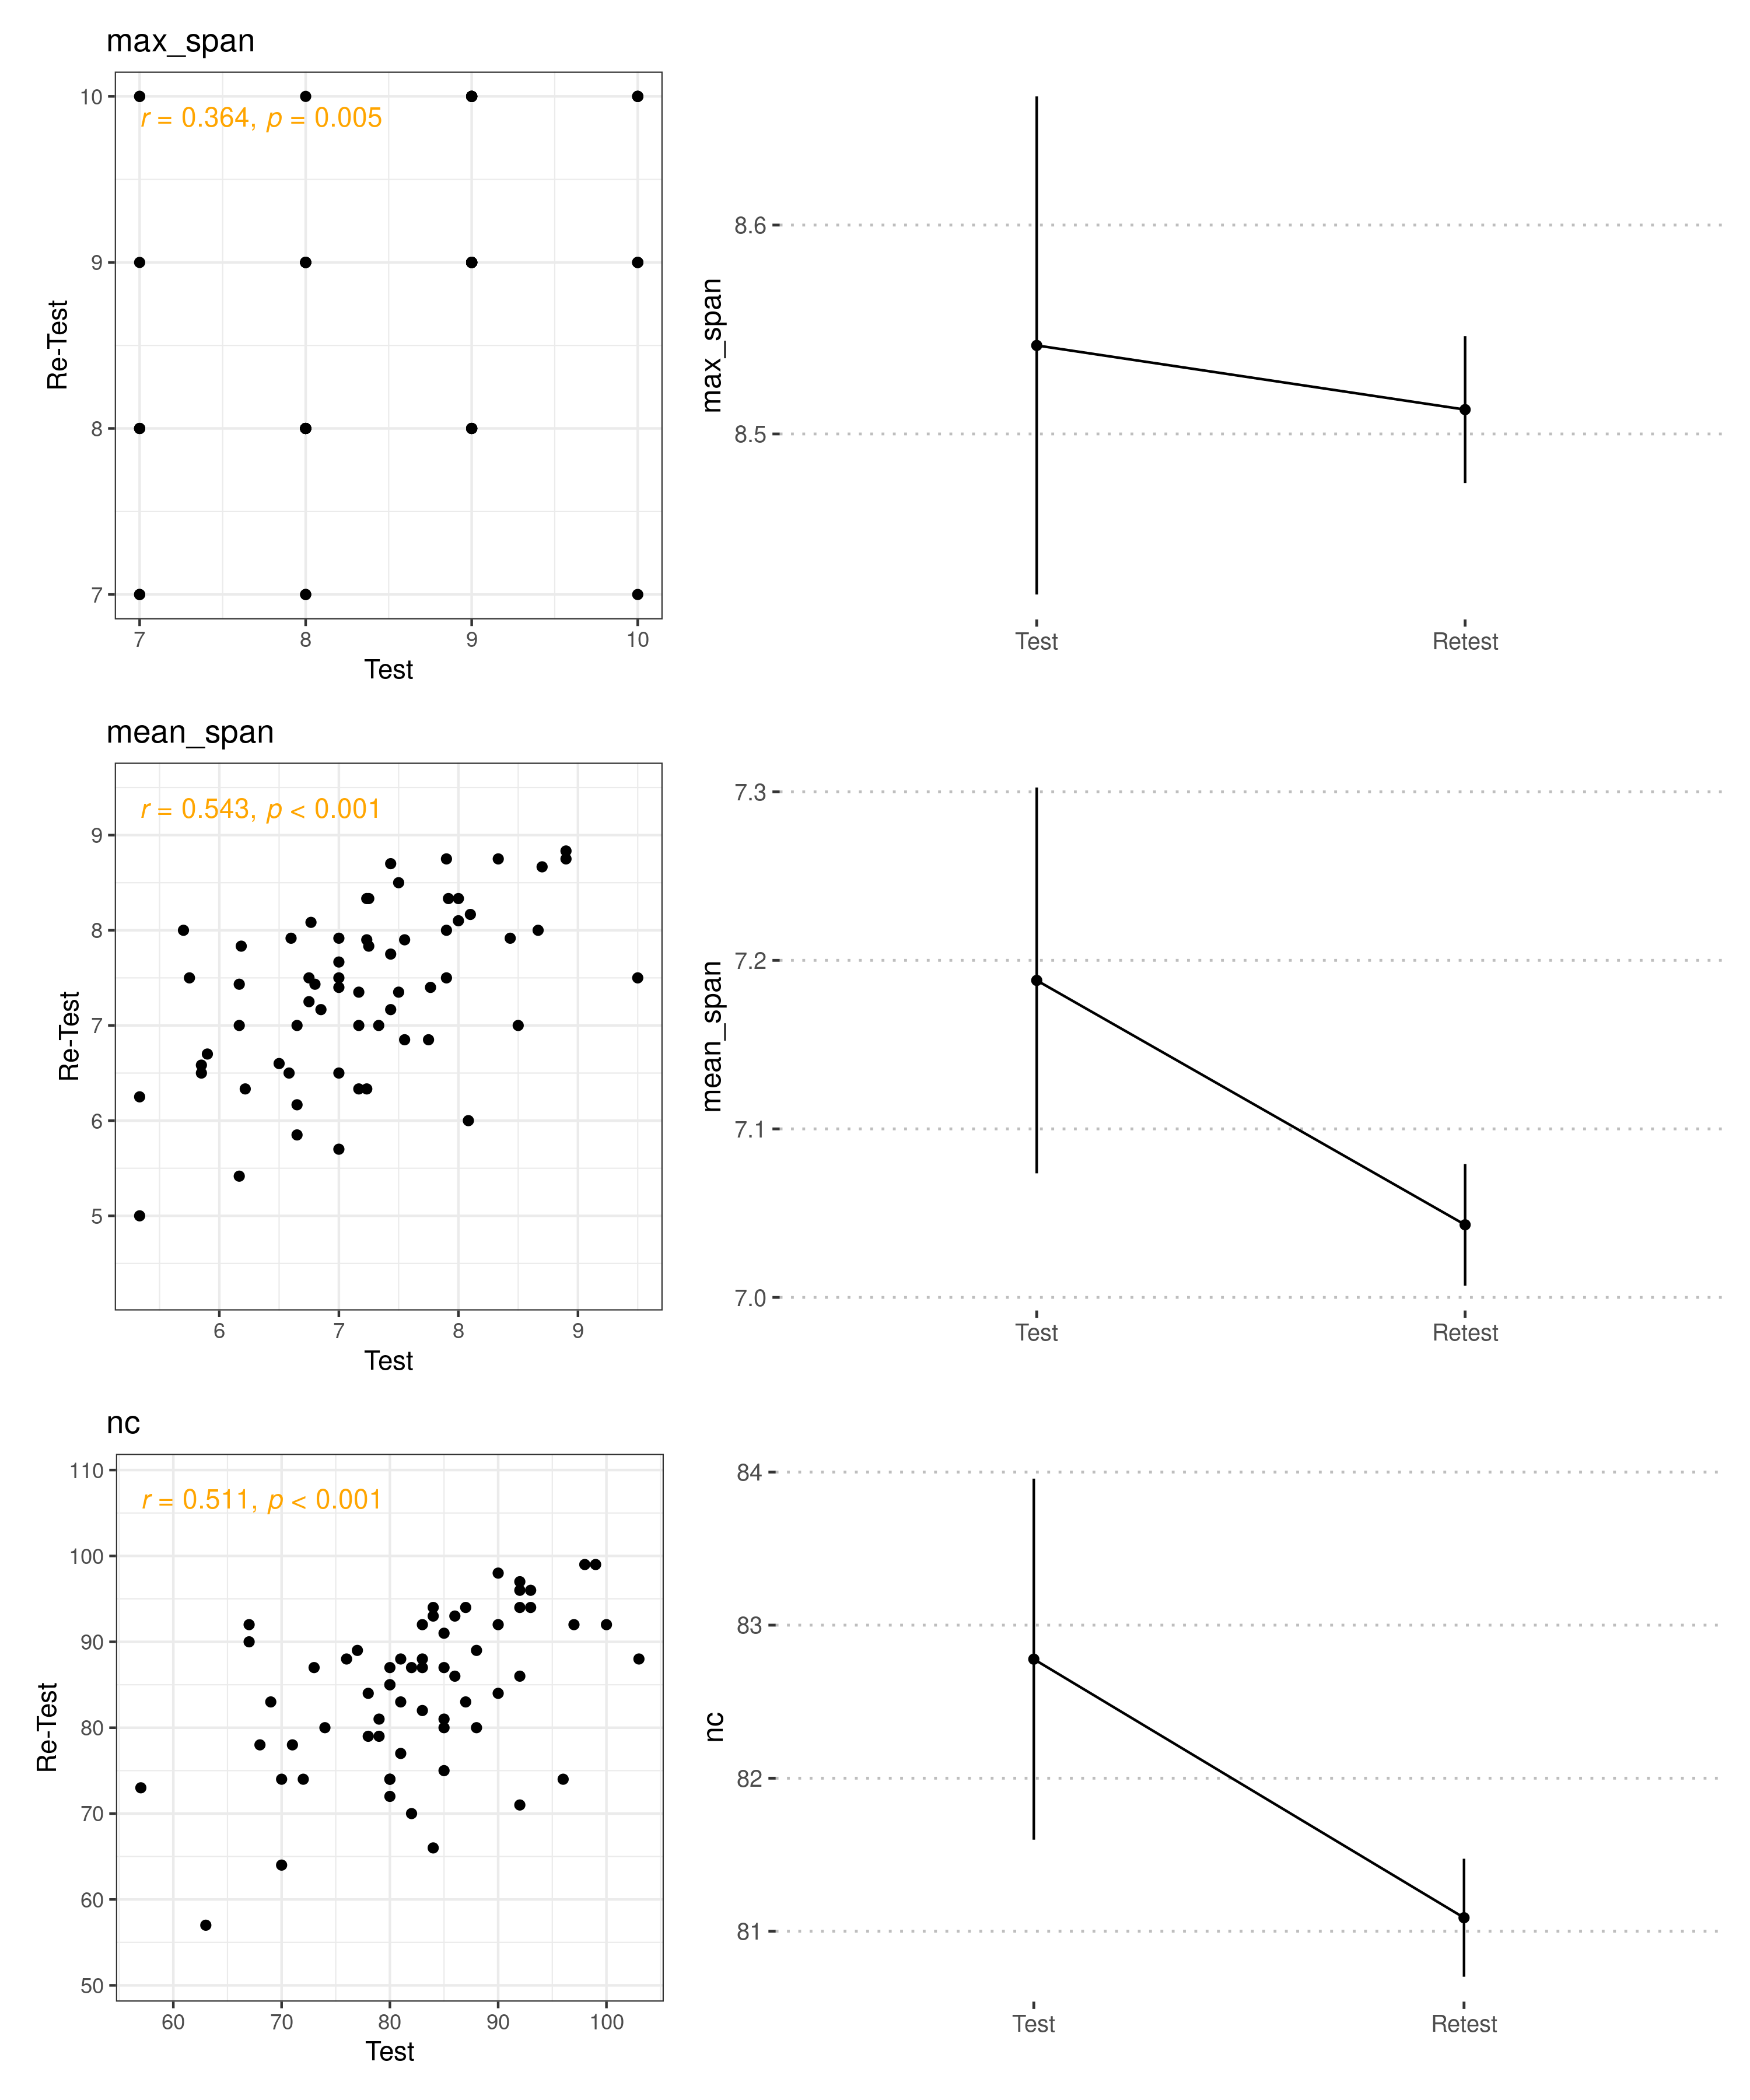 max_span
r = 0.364, p = 0.005
10
9
8
7
Re-Test
7 8 9 10
Test
max_span
8.6
8.5
Test Retest
mean_span
r = 0.543, p < 0.001
9
8
7
6
5
Re-Test
6 7 8 9
Test
mean_span
7.3
7.2
7.1
7.0
Test Retest
nc
r = 0.511, p < 0.001
110
100
90
80
70
60
50
Re-Test
60 70 80 90 100
Test
nc
84
83
82
81
Test Retest